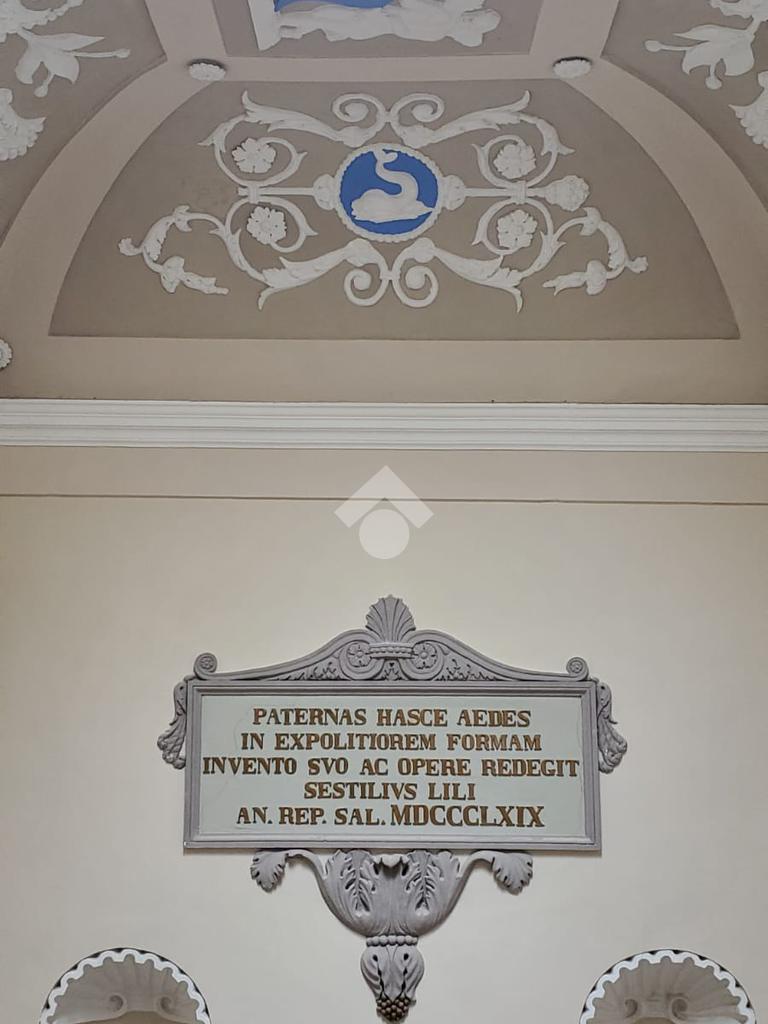 PATERNAS HASCE AEDES
IN EXPOLITIOREM FORMAM
INVENTO SVO AC OPERE REDEGIT
SESTILIVS LILI
AN. REP. SAL. MDCCCLXIX